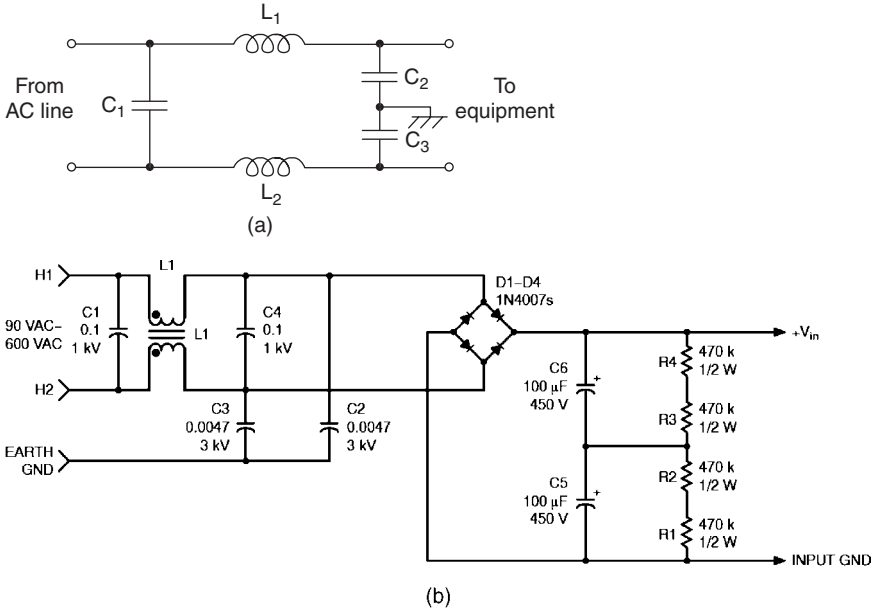 L1
From
AC line
C1
C2
C3
To
equipment
L2
(a)
H1
L1
90 VAC–
600 VAC
C1
0.1
1 kV
L1
C4
0.1
1 kV
D1–D4
1N4007s
H2
C3
0.0047
3 kV
C2
0.0047
3 kV
EARTH
GND
+Vin
C6
100 µF
450 V
+
R4
470 k
1/2 W
R3
470 k
1/2 W
C5
100 µF
450 V
+
R2
470 k
1/2 W
R1
470 k
1/2 W
INPUT GND
(b)